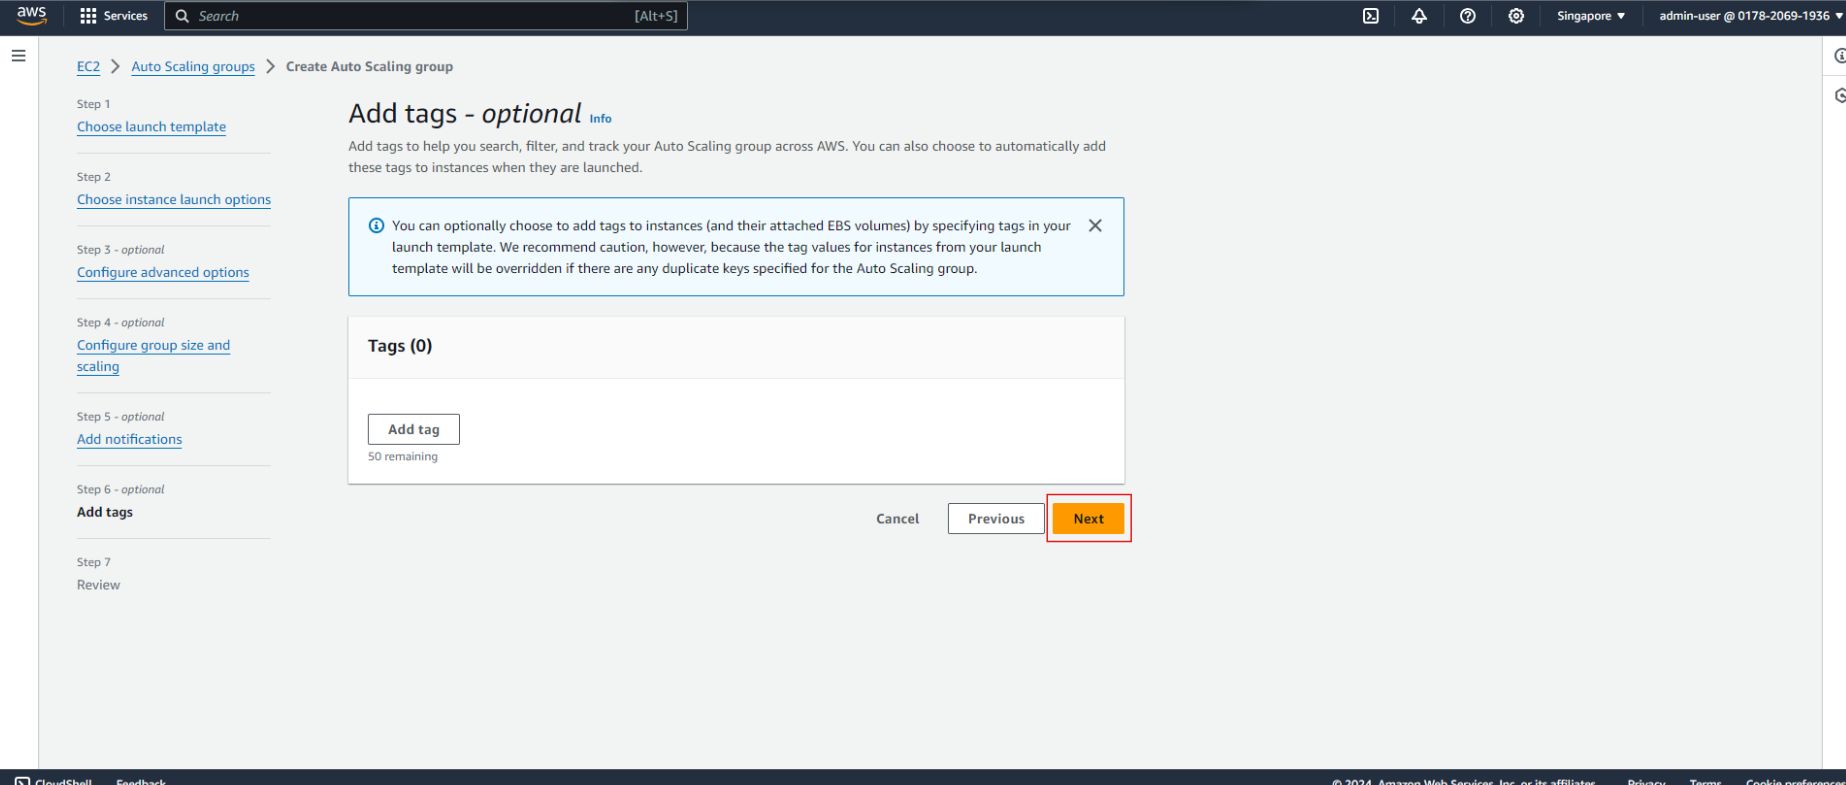 aws
Services
Search
[Alt+S]
Singapore ▼
admin-user @ 0178-2069-1936 ▼
EC2 > Auto Scaling groups > Create Auto Scaling group
Step 1
Choose launch template
Step 2
Choose instance launch options
Step 3 - optional
Configure advanced options
Step 4 - optional
Configure group size and
scaling
Step 5 - optional
Add notifications
Step 6 - optional
Add tags
Step 7
Review
Add tags - optional Info
Add tags to help you search, filter, and track your Auto Scaling group across AWS. You can also choose to automatically add
these tags to instances when they are launched.
You can optionally choose to add tags to instances (and their attached EBS volumes) by specifying tags in your
launch template. We recommend caution, however, because the tag values for instances from your launch
template will be overridden if there are any duplicate keys specified for the Auto Scaling group.
Tags (0)
Add tag
50 remaining
Cancel
Previous
Next
CloudShell
Feedback
© 2024, Amazon Web Services, Inc. or its affiliates.
Privacy
Terms
Cookie preferences